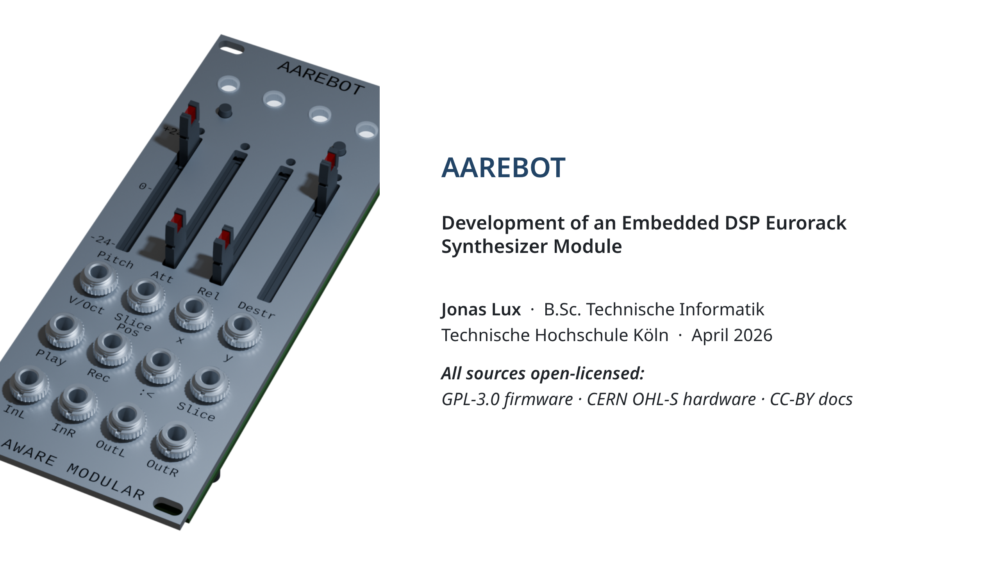 AAREBOT
0-
-24-
Pitch
Att
Rel
Destr
V/Oct
Slice
Pos
x
y
Play
Rec
:<
Slice
InL
InR
OutL
OutR
AWARE MODULAR
AAREBOT
Development of an Embedded DSP Eurorack
Synthesizer Module
Jonas Lux · B.Sc. Technische Informatik
Technische Hochschule Köln · April 2026
All sources open-licensed:
GPL-3.0 firmware · CERN OHL-S hardware · CC-BY docs